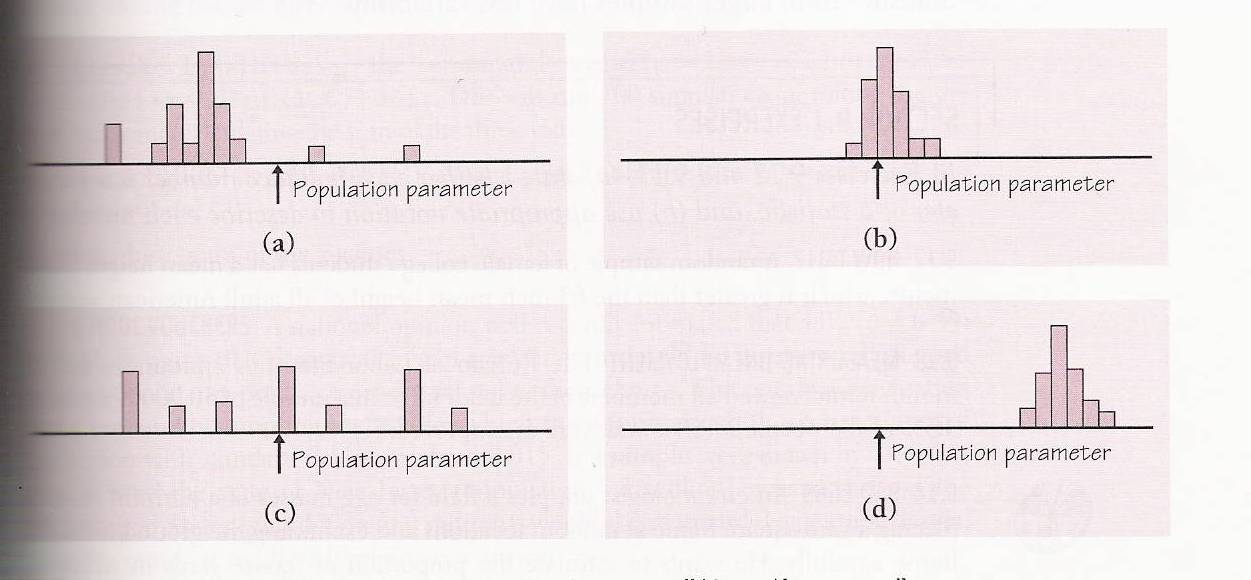 Population parameter
(a)
Population parameter
(b)
Population parameter
(c)
Population parameter
(d)